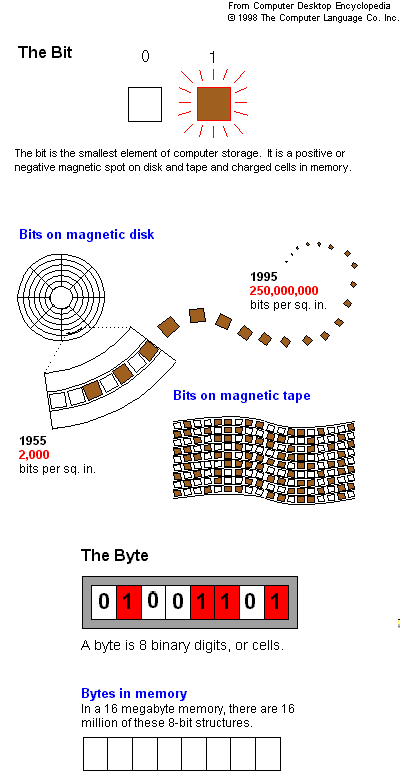 From Computer Desktop Encyclopedia
© 1998 The Computer Language Co. Inc.
The Bit
0 1
The bit is the smallest element of computer storage. It is a positive or
negative magnetic spot on disk and tape and charged cells in memory.
Bits on magnetic disk
1995
250,000,000
bits per sq. in.
Bits on magnetic tape
1955
2,000
bits per sq. in.
The Byte
0 1 0 0 1 1 0 1
A byte is 8 binary digits, or cells.
Bytes in memory
In a 16 megabyte memory, there are 16
million of these 8-bit structures.